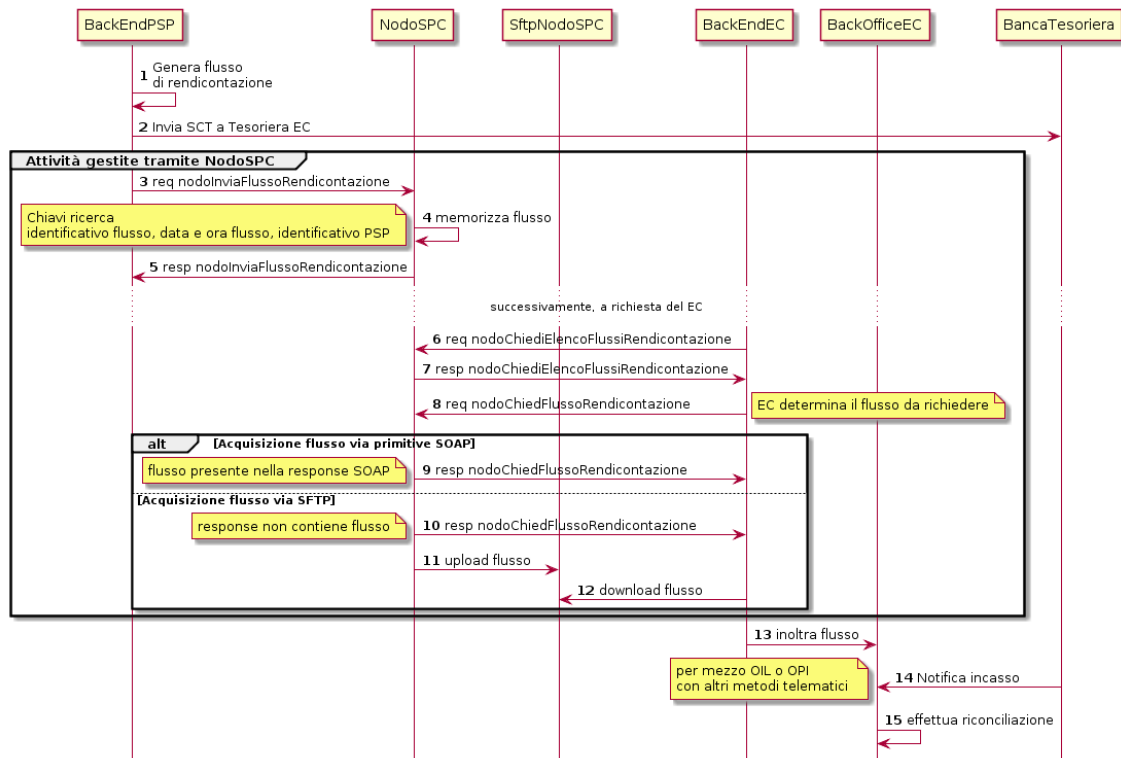 BackEndPSP NodoSPC SftpNodoSPC BackEndEC BackOfficeEC BancaTesoriera
1 Genera flusso
di rendicontazione
2 Invia SCT a Tesoriera EC
Attività gestite tramite NodoSPC
3 req nodoInviaFlussoRendicontazione
Chiavi ricerca
identificativo flusso, data e ora flusso, identificativo PSP
4 memorizza flusso
5 resp nodoInviaFlussoRendicontazione
successivamente, a richiesta del EC
6 req nodoChiediElencoFlussiRendicontazione
7 resp nodoChiediElencoFlussiRendicontazione
8 req nodoChiedFlussoRendicontazione
EC determina il flusso da richiedere
alt [Acquisizione flusso via primitive SOAP]
flusso presente nella response SOAP
9 resp nodoChiedFlussoRendicontazione
[Acquisizione flusso via SFTP]
response non contiene flusso
10 resp nodoChiedFlussoRendicontazione
11 upload flusso
12 download flusso
13 inoltra flusso
per mezzo OIL o OPI
con altri metodi telematici
14 Notifica incasso
15 effettua riconciliazione